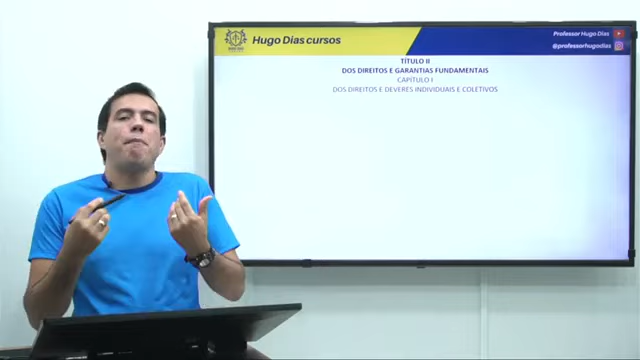 Hugo Dias cursos
Professor Hugo Dias
@professorhugodias
TÍTULO II
DOS DIREITOS E GARANTIAS FUNDAMENTAIS
CAPÍTULO I
DOS DIREITOS E DEVERES INDIVIDUAIS E COLETIVOS